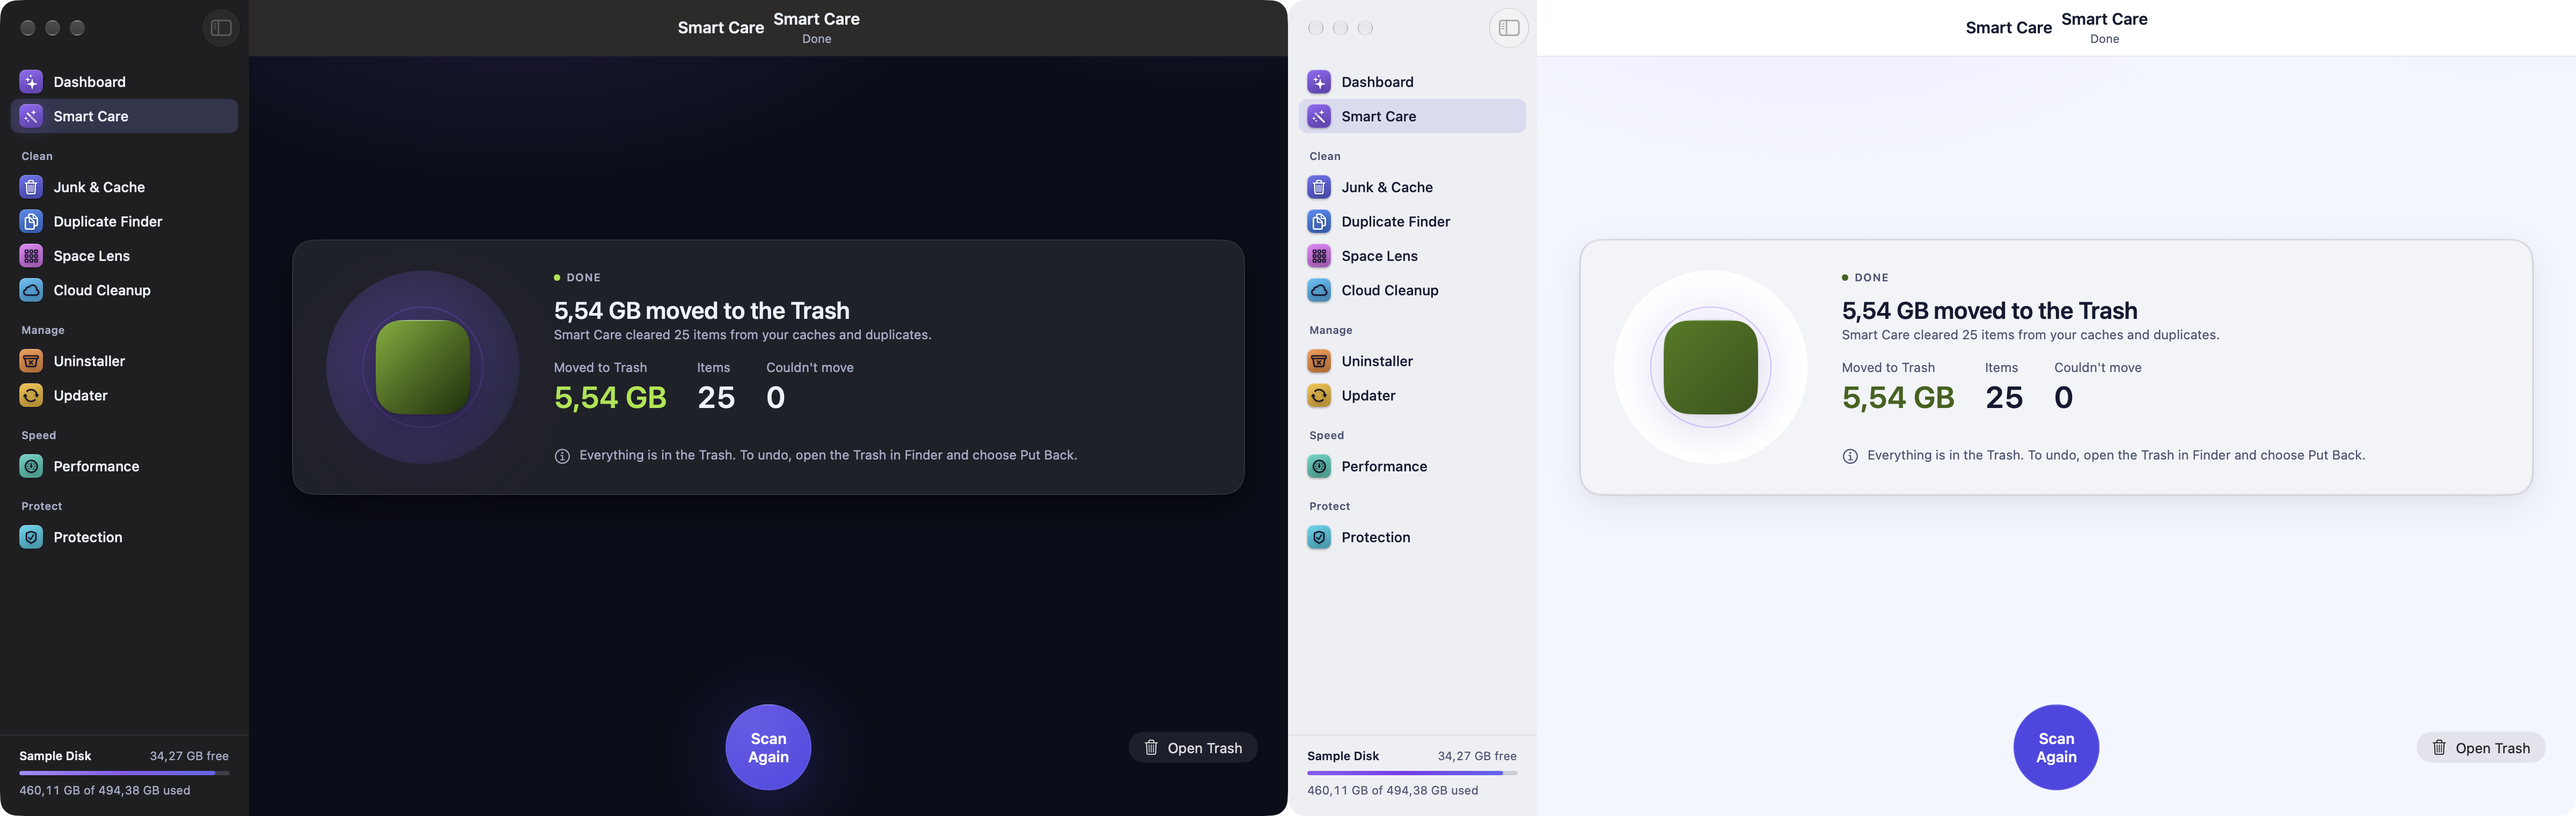 Smart Care
Smart Care
Done
Dashboard
Smart Care
Clean
Junk & Cache
Duplicate Finder
Space Lens
Cloud Cleanup
Manage
Uninstaller
Updater
Speed
Performance
Protect
Protection
Sample Disk
34,27 GB free
460,11 GB of 494,38 GB used
DONE
5,54 GB moved to the Trash
Smart Care cleared 25 items from your caches and duplicates.
Moved to Trash
Items
Couldn't move
5,54 GB
25
0
Everything is in the Trash. To undo, open the Trash in Finder and choose Put Back.
Scan
Again
Open Trash
Smart Care
Smart Care
Done
Dashboard
Smart Care
Clean
Junk & Cache
Duplicate Finder
Space Lens
Cloud Cleanup
Manage
Uninstaller
Updater
Speed
Performance
Protect
Protection
Sample Disk
34,27 GB free
460,11 GB of 494,38 GB used
DONE
5,54 GB moved to the Trash
Smart Care cleared 25 items from your caches and duplicates.
Moved to Trash
Items
Couldn't move
5,54 GB
25
0
Everything is in the Trash. To undo, open the Trash in Finder and choose Put Back.
Scan
Again
Open Trash